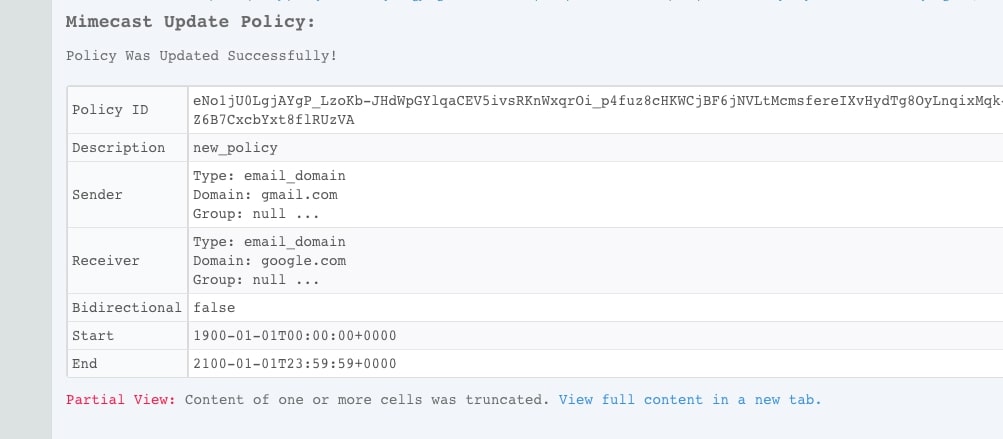 Mimecast Update Policy:
Policy Was Updated Successfully!
Policy ID
eNo1jU0LgjAYgP_LzoKb-JHdWpGYlqaCEV5ivsRKnWxqrOi_p4fuz8cHKWCjBF6jNVLtMcmsfereIXvHydTg8OyLnqixMqk
Z6B7CxcbYxt8flRUzVA
Description
new_policy
Sender
Type: email_domain
Domain: gmail.com
Group: null ...
Receiver
Type: email_domain
Domain: google.com
Group: null ...
Bidirectional
false
Start
1900-01-01T00:00:00+0000
End
2100-01-01T23:59:59+0000
Partial View: Content of one or more cells was truncated. View full content in a new tab.